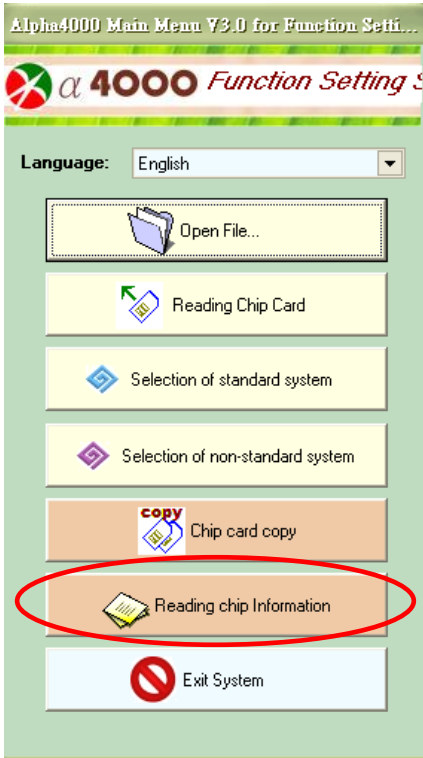 Alpha4000 Main Menu V3.0 for Function Setti...
α 4000 Function Setting S
Language: English
Open File...
Reading Chip Card
Selection of standard system
Selection of non-standard system
copy
Chip card copy
Reading chip Information
Exit System